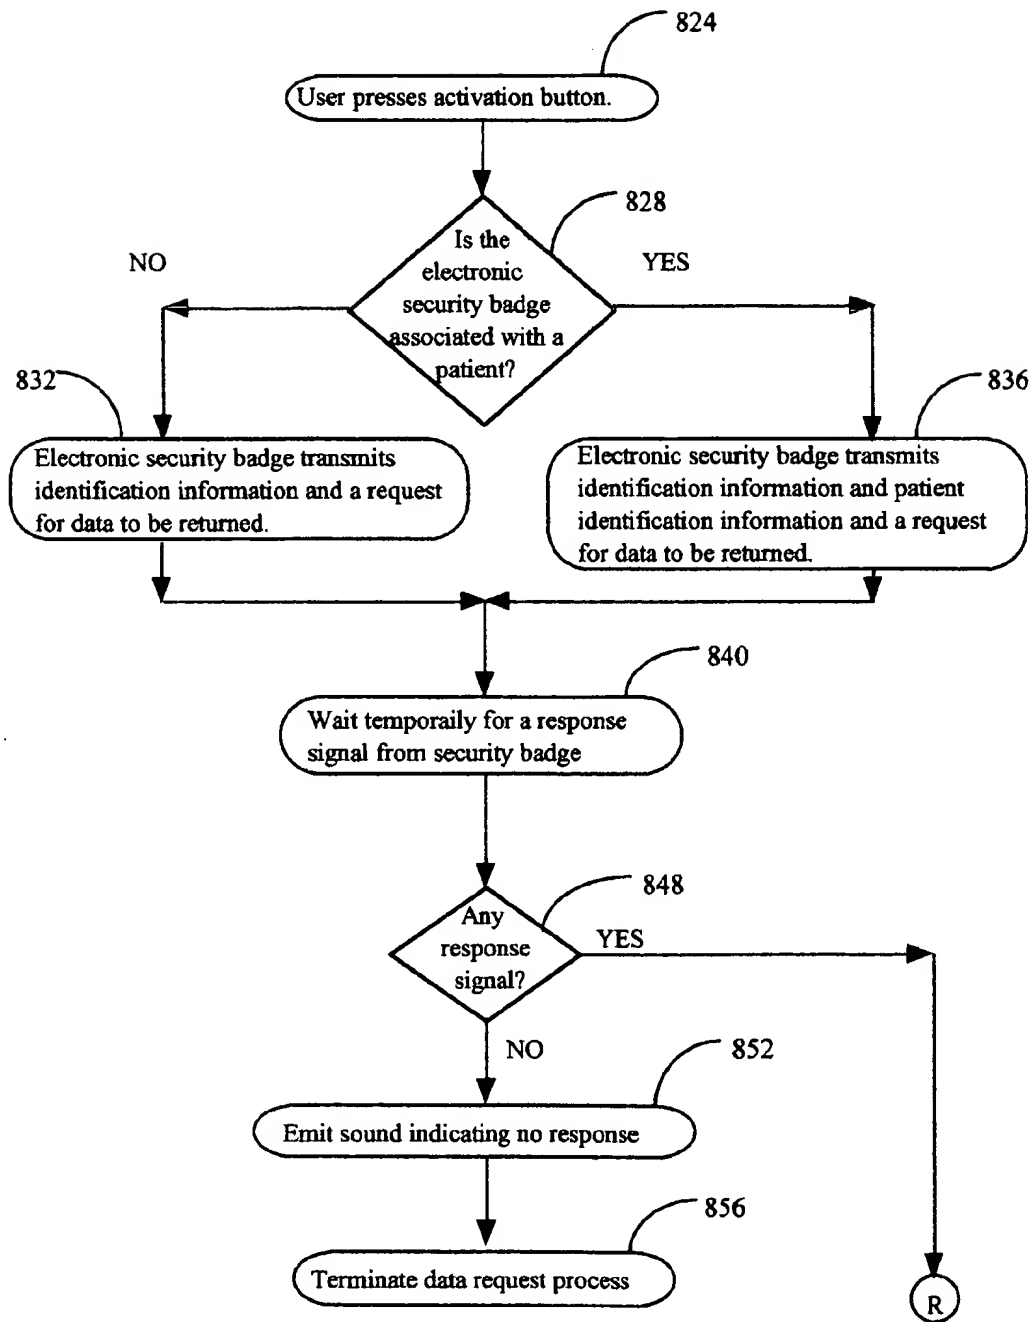 824
User presses activation button.
828
Is the
electronic
security badge
associated with a
patient?
NO
YES
832
836
Electronic security badge transmits
identification information and a request
for data to be returned.
Electronic security badge transmits
identification information and patient
identification information and a request
for data to be returned.
840
Wait temporaily for a response
signal from security badge
848
Any
response
signal?
YES
NO
852
Emit sound indicating no response
856
Terminate data request process
R